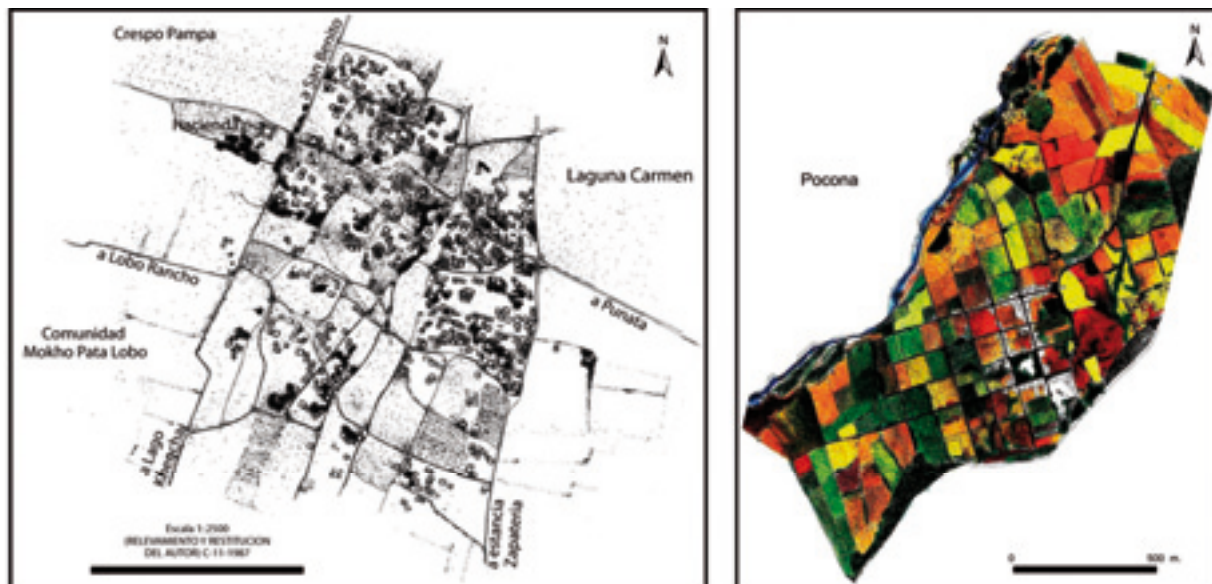 Crespo Pampa
a San Benito
N
Hacienda
Laguna Carmen
a Lobo Rancho
a Punata
Comunidad
Mokho Pata Lobo
a Lago
a estancia
Zapateria
Escala 1:2500
(RELEVAMIENTO Y RESTITUCION
DEL AUTOR) C-11-1987
N
Pocona
0 500 m.